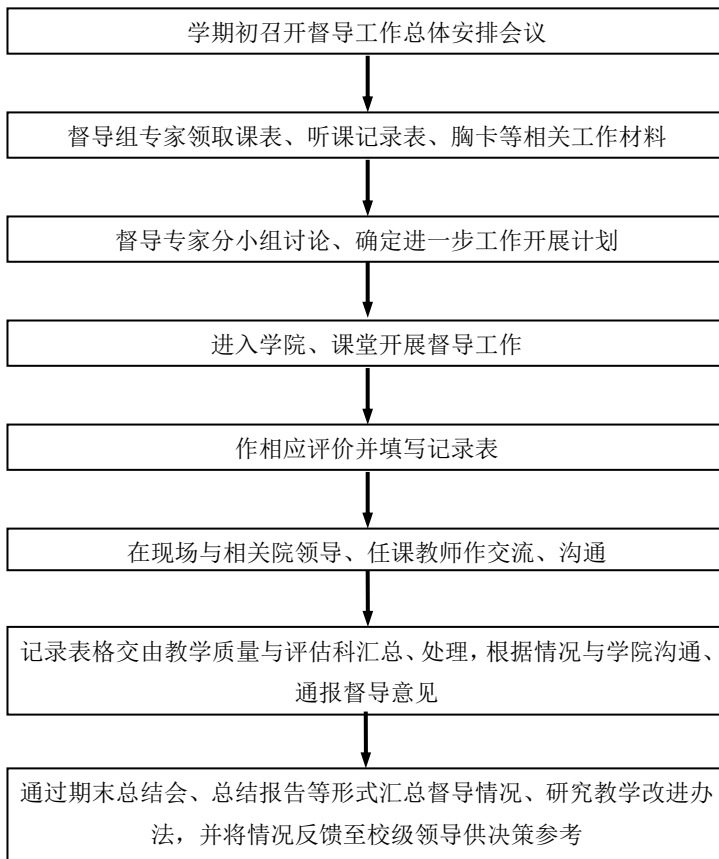 学期初召开督导工作总体安排会议
督导组专家领取课表、听课记录表、胸卡等相关工作材料
督导专家分小组讨论、确定进一步工作开展计划
进入学院、课堂开展督导工作
作相应评价并填写记录表
在现场与相关院领导、任课教师作交流、沟通
记录表格交由教学质量与评估科汇总、处理，根据情况与学院沟通、
通报督导意见
通过期末总结会、总结报告等形式汇总督导情况、研究教学改进办
法，并将情况反馈至校级领导供决策参考